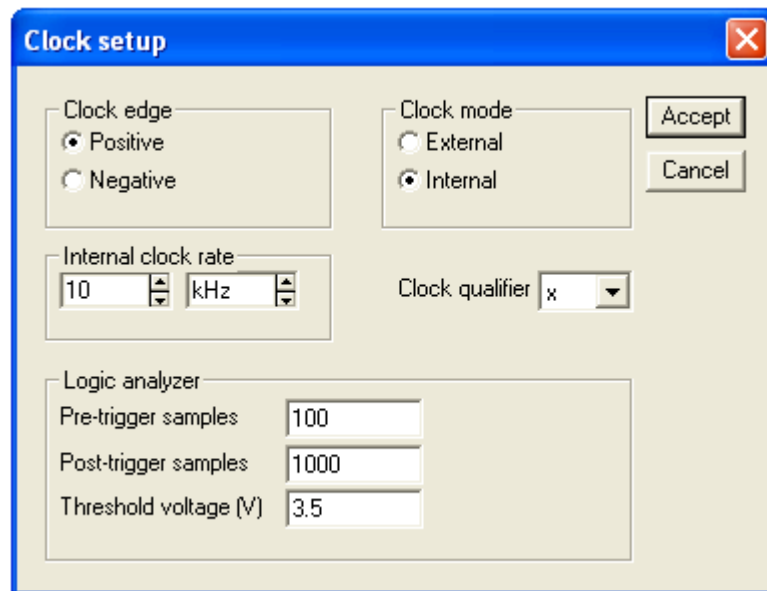 Clock setup
Clock edge
Positive
Negative
Clock mode
External
Internal
Accept
Cancel
Internal clock rate
10 kHz
Clock qualifier x
Logic analyzer
Pre-trigger samples 100
Post-trigger samples 1000
Threshold voltage (V) 3.5